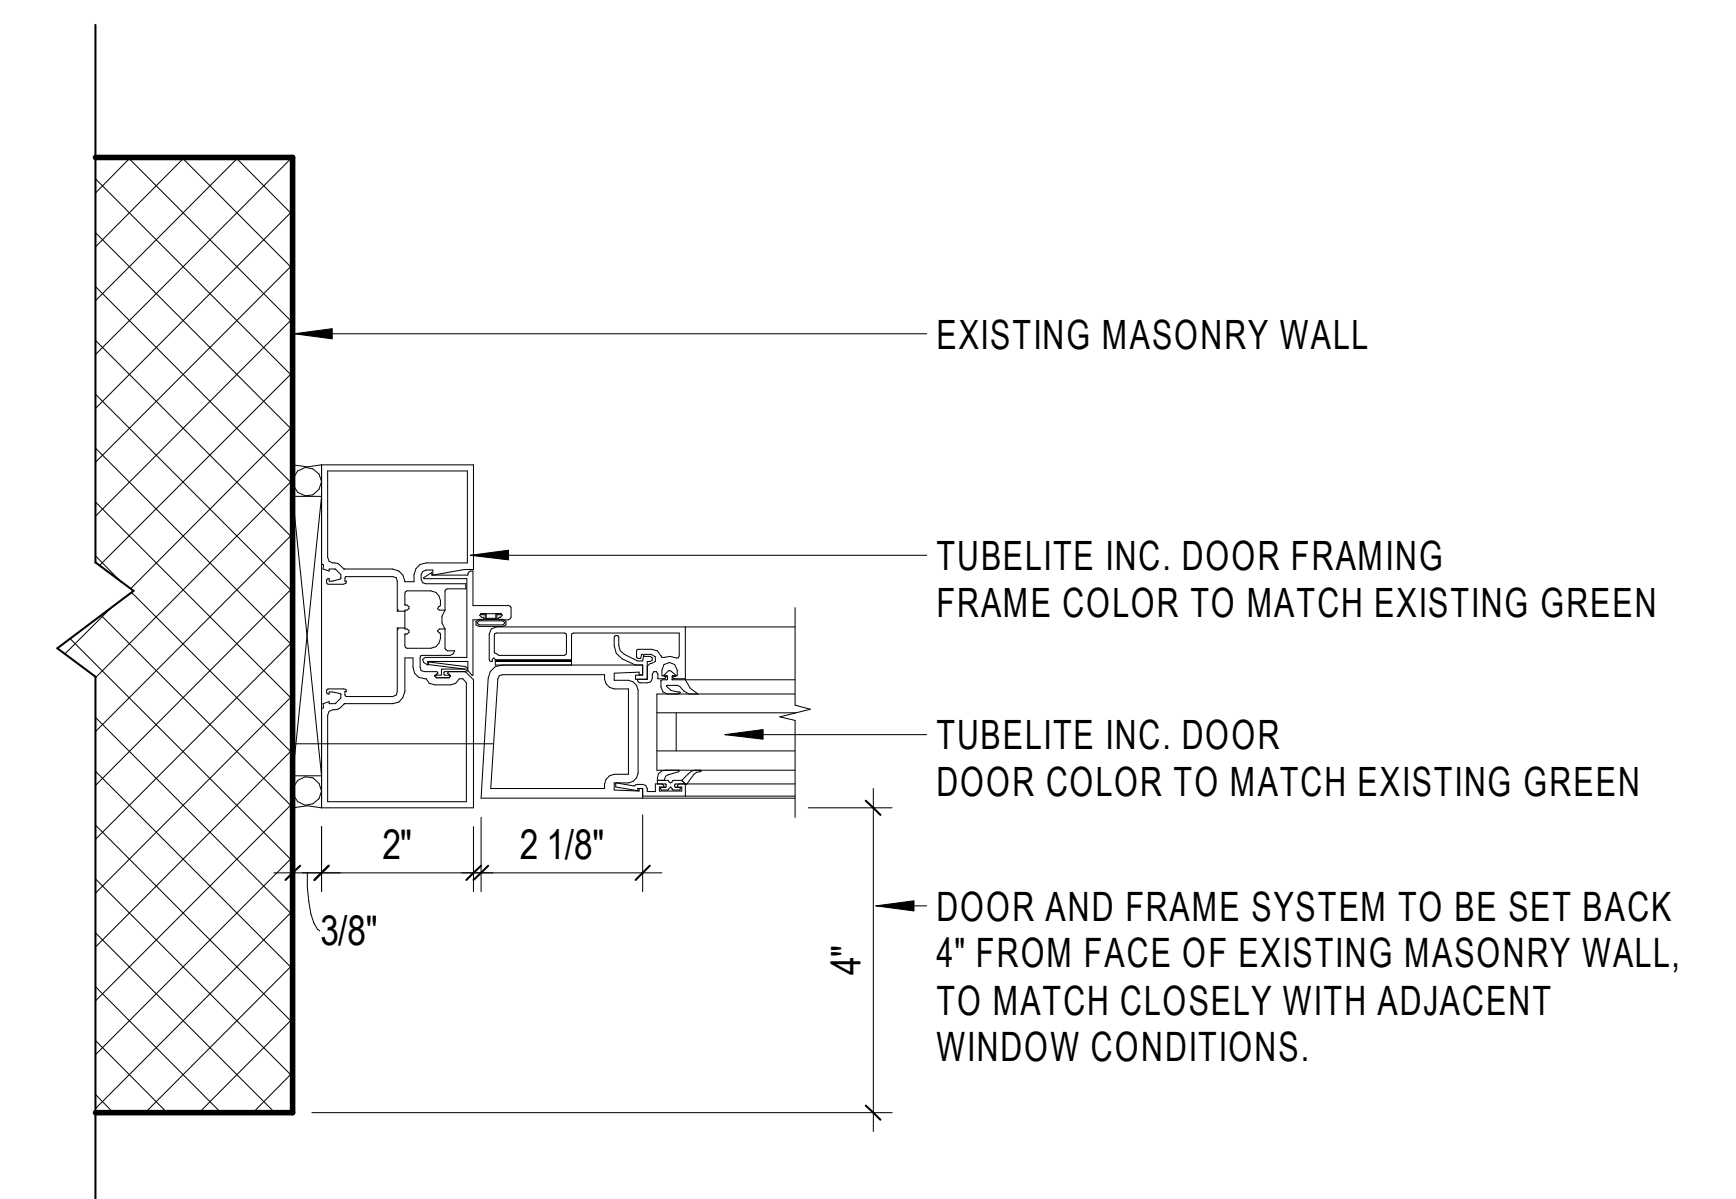 EXISTING MASONRY WALL
TUBELITE INC. DOOR FRAMING
FRAME COLOR TO MATCH EXISTING GREEN
TUBELITE INC. DOOR
DOOR COLOR TO MATCH EXISTING GREEN
2"
2 1/8"
3/8"
4"
DOOR AND FRAME SYSTEM TO BE SET BACK
4" FROM FACE OF EXISTING MASONRY WALL,
TO MATCH CLOSELY WITH ADJACENT
WINDOW CONDITIONS.